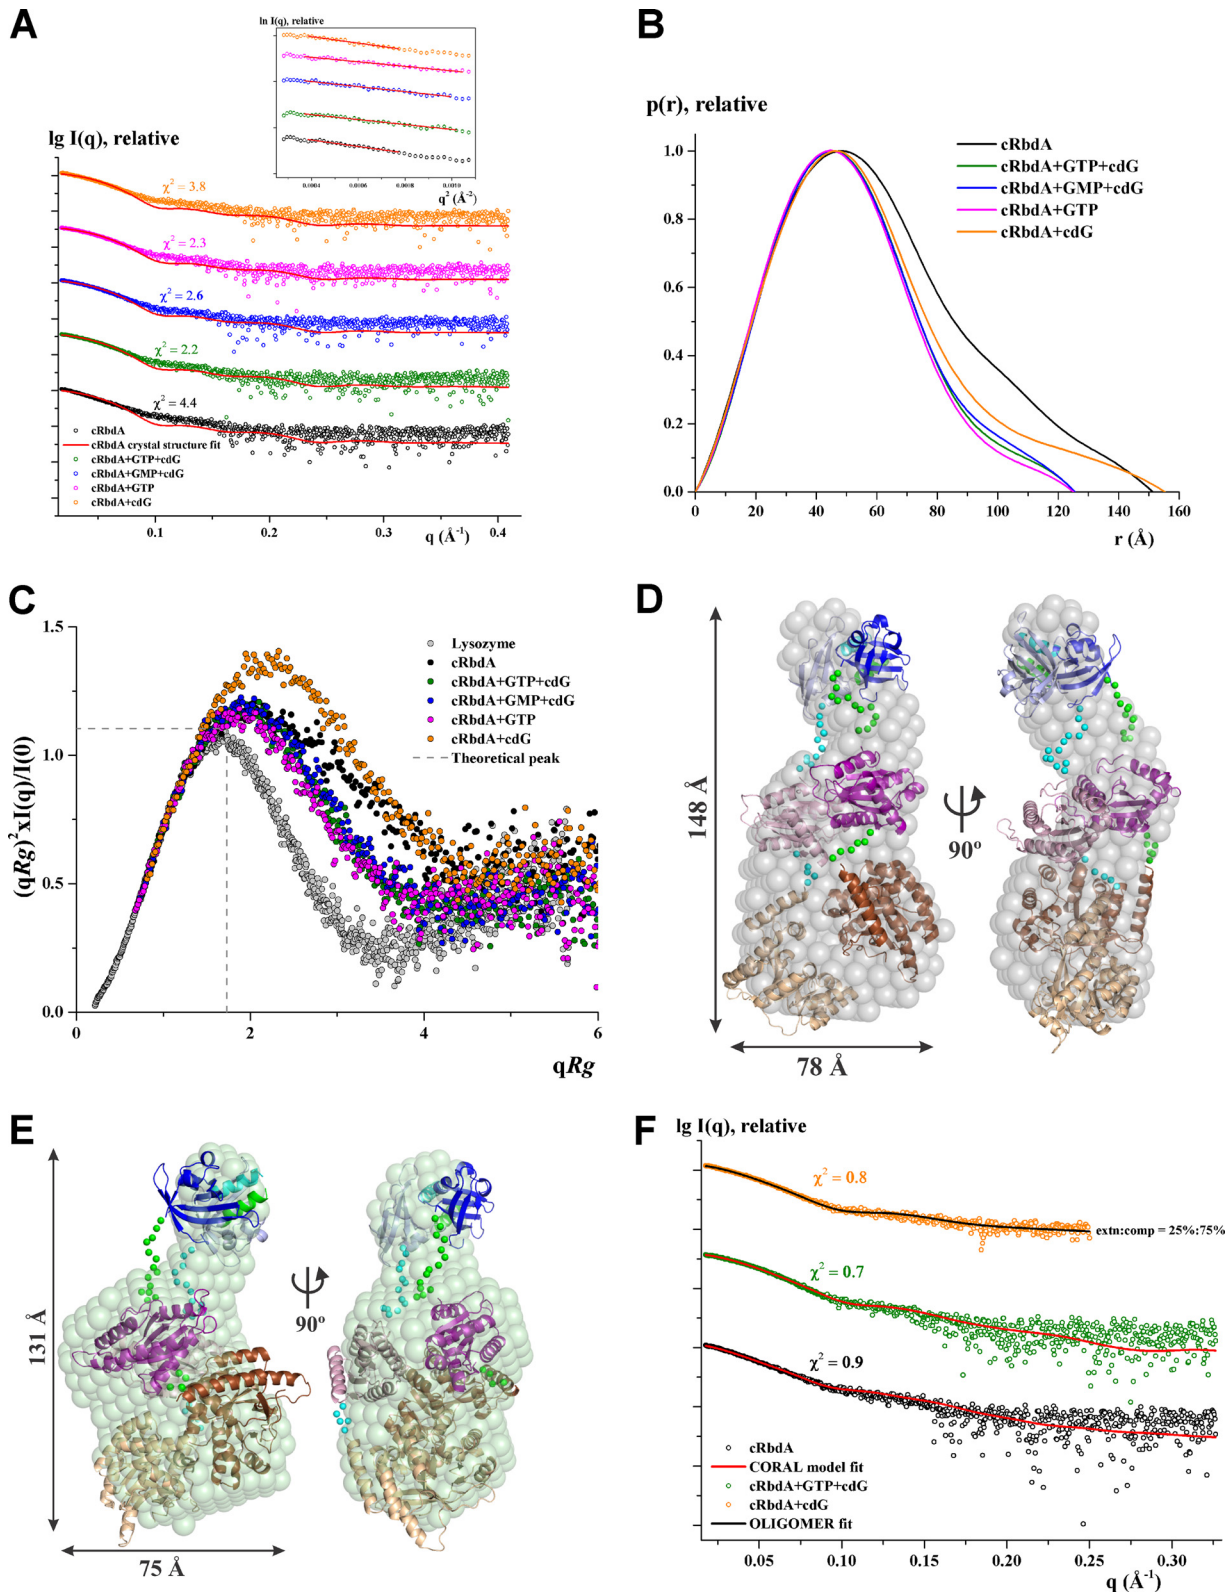 A
ln I(q), relative
0.0004 0.0006 0.0008 0.0010
q² (Å⁻²)
lg I(q), relative
χ² = 3.8
χ² = 2.3
χ² = 2.6
χ² = 2.2
χ² = 4.4
cRbdA
cRbdA crystal structure fit
cRbdA+GTP+cdG
cRbdA+GMP+cdG
cRbdA+GTP
cRbdA+cdG
0.1 0.2 0.3 0.4
q (Å⁻¹)
B
p(r), relative
1.0
0.8
0.6
0.4
0.2
0.0
cRbdA
cRbdA+GTP+cdG
cRbdA+GMP+cdG
cRbdA+GTP
cRbdA+cdG
0 20 40 60 80 100 120 140 160
r (Å)
C
(qRg)²xI(q)/I(0)
1.5
1.0
0.5
0.0
Lysozyme
cRbdA
cRbdA+GTP+cdG
cRbdA+GMP+cdG
cRbdA+GTP
cRbdA+cdG
Theoretical peak
0 2 4 6
qRg
D
148 Å
90º
78 Å
E
131 Å
90º
75 Å
F
lg I(q), relative
χ² = 0.8
extn:comp = 25%:75%
χ² = 0.7
χ² = 0.9
cRbdA
CORAL model fit
cRbdA+GTP+cdG
cRbdA+cdG
OLIGOMER fit
0.05 0.10 0.15 0.20 0.25 0.30
q (Å⁻¹)